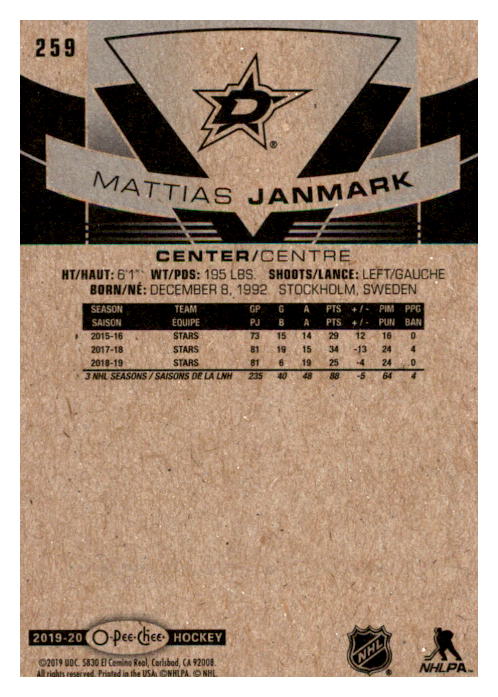 259
D
®
MATTIAS JANMARK
CENTER/CENTRE
HT/HAUT: 6'1" WT/PDS: 195 LBS. SHOOTS/LANCE: LEFT/GAUCHE
BORN/NÉ: DECEMBER 8, 1992 STOCKHOLM, SWEDEN
SEASON TEAM GP G A PTS +/- PIM PPG
SAISON ÉQUIPE PJ B A PTS +/- PUN BAN
2015-16 STARS 73 15 14 29 12 16 0
2017-18 STARS 81 19 15 34 -13 24 4
2018-19 STARS 81 6 19 25 -4 24 0
3 NHL SEASONS / SAISONS DE LA LNH 235 40 48 88 -5 64 4
2019-20 O-Pee-Chee HOCKEY
NHL
NHLPA
©2019 UDC. 5830 El Camino Real, Carlsbad, CA 92008.
All rights reserved. Printed in the USA. ©NHLPA. © NHL.